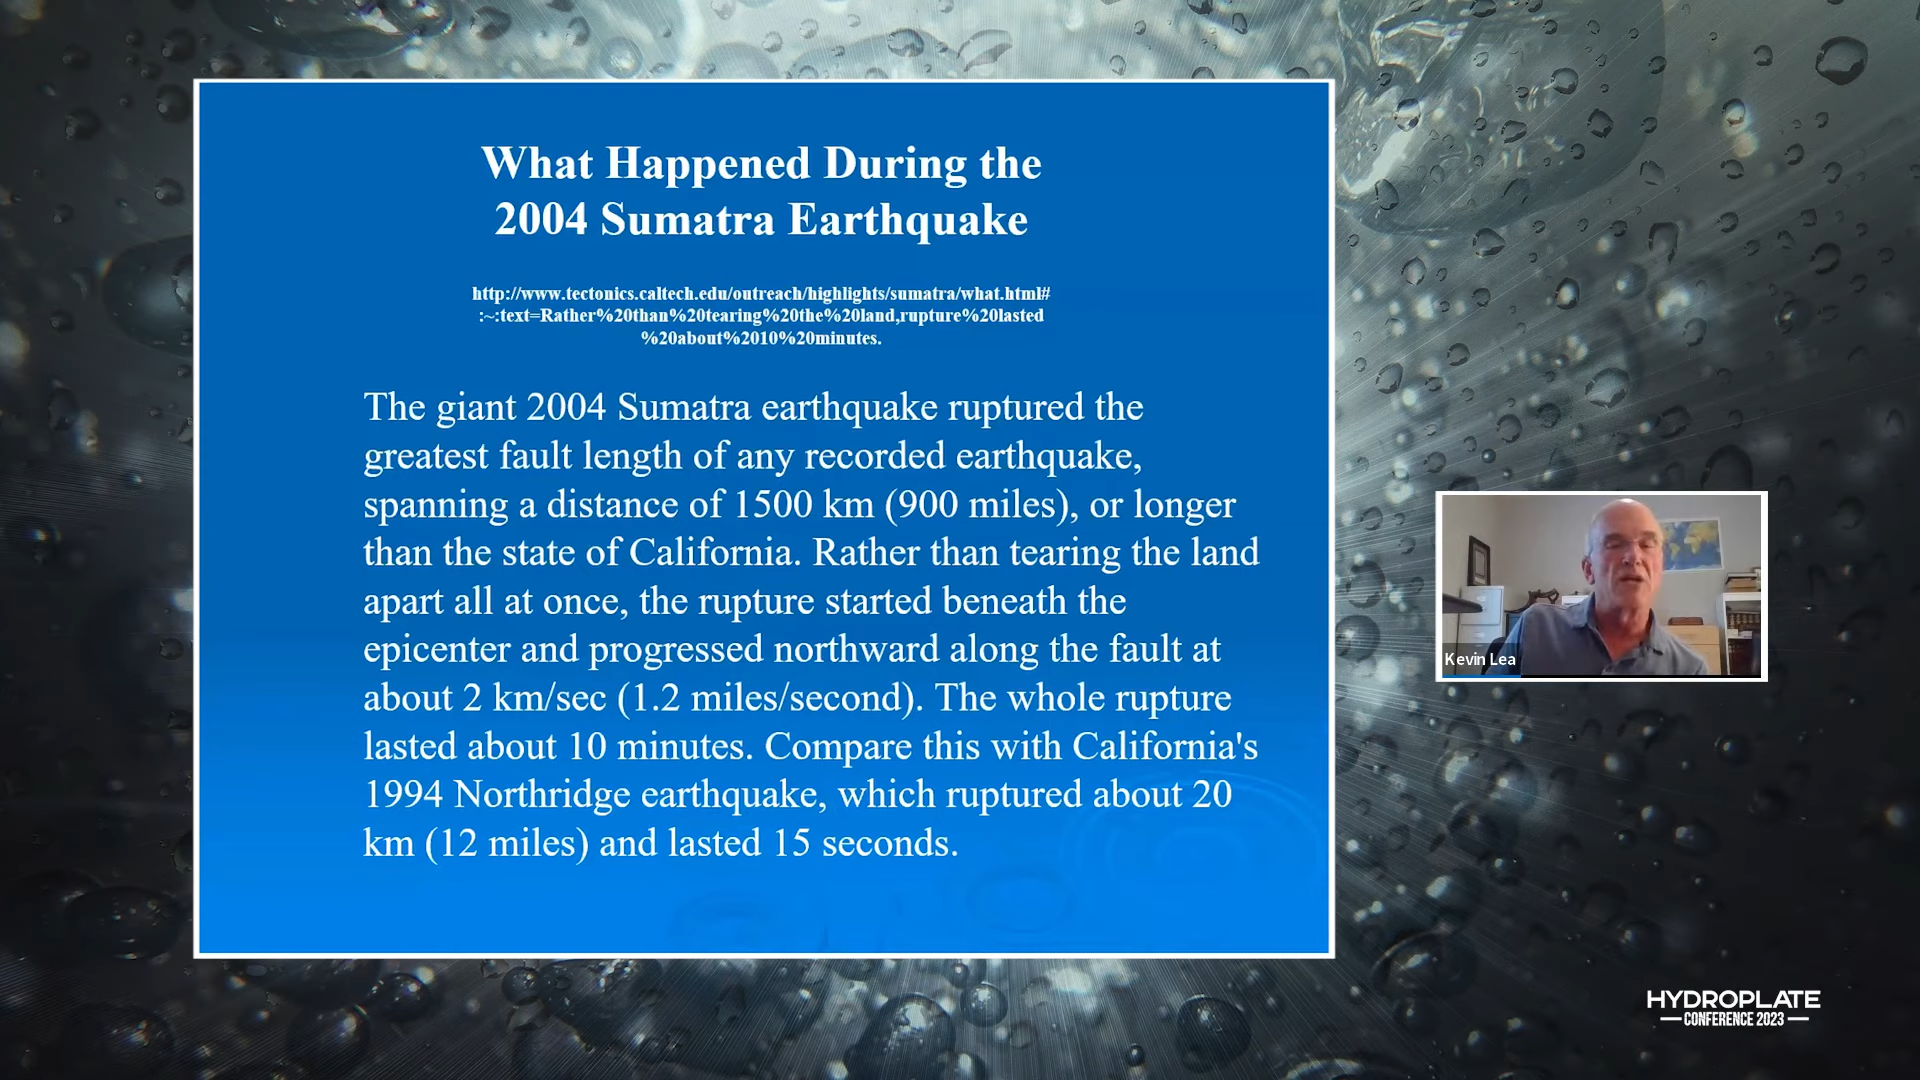 What Happened During the
2004 Sumatra Earthquake
http://www.tectonics.caltech.edu/outreach/highlights/sumatra/what.html#
:~:text=Rather%20than%20tearing%20the%20land,rupture%20lasted
%20about%2010%20minutes.
The giant 2004 Sumatra earthquake ruptured the
greatest fault length of any recorded earthquake,
spanning a distance of 1500 km (900 miles), or longer
than the state of California. Rather than tearing the land
apart all at once, the rupture started beneath the
epicenter and progressed northward along the fault at
about 2 km/sec (1.2 miles/second). The whole rupture
lasted about 10 minutes. Compare this with California's
1994 Northridge earthquake, which ruptured about 20
km (12 miles) and lasted 15 seconds.
Kevin Lea
HYDROPLATE
CONFERENCE 2023